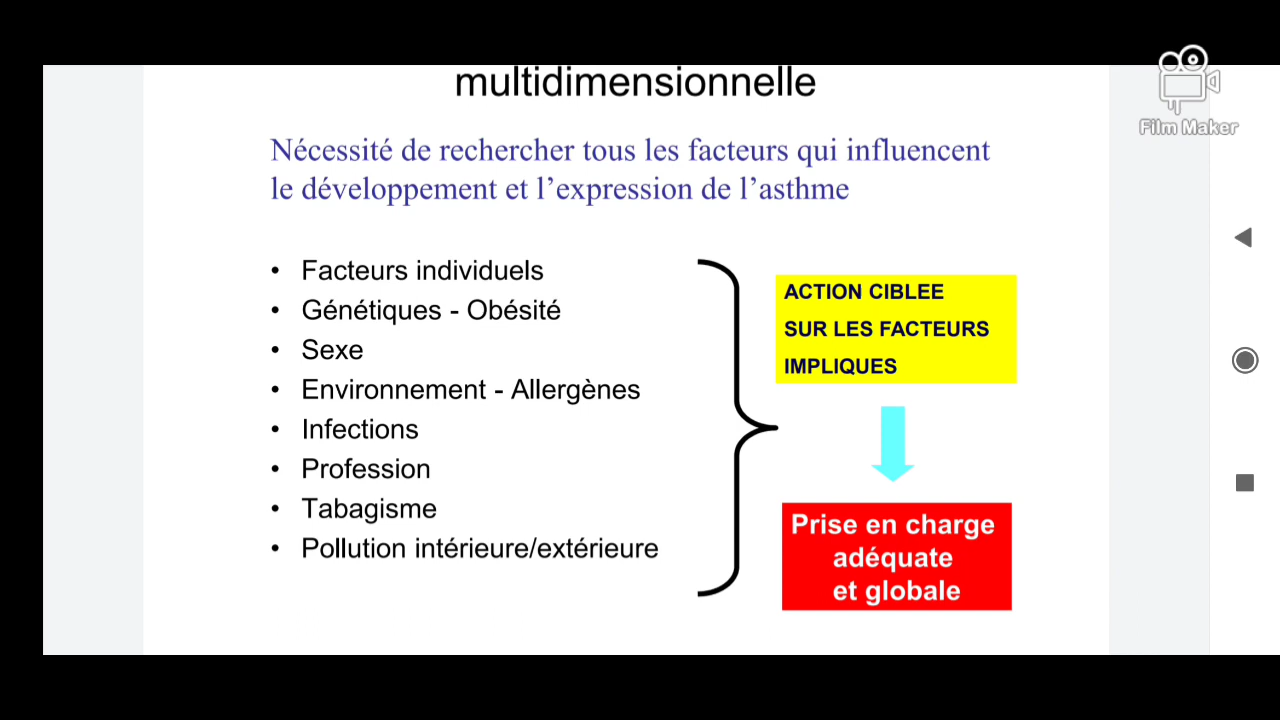 multidimensionnelle
Film Maker
Nécessité de rechercher tous les facteurs qui influencent
le développement et l’expression de l’asthme
• Facteurs individuels
• Génétiques - Obésité
• Sexe
• Environnement - Allergènes
• Infections
• Profession
• Tabagisme
• Pollution intérieure/extérieure
ACTION CIBLEE
SUR LES FACTEURS
IMPLIQUES
Prise en charge
adéquate
et globale